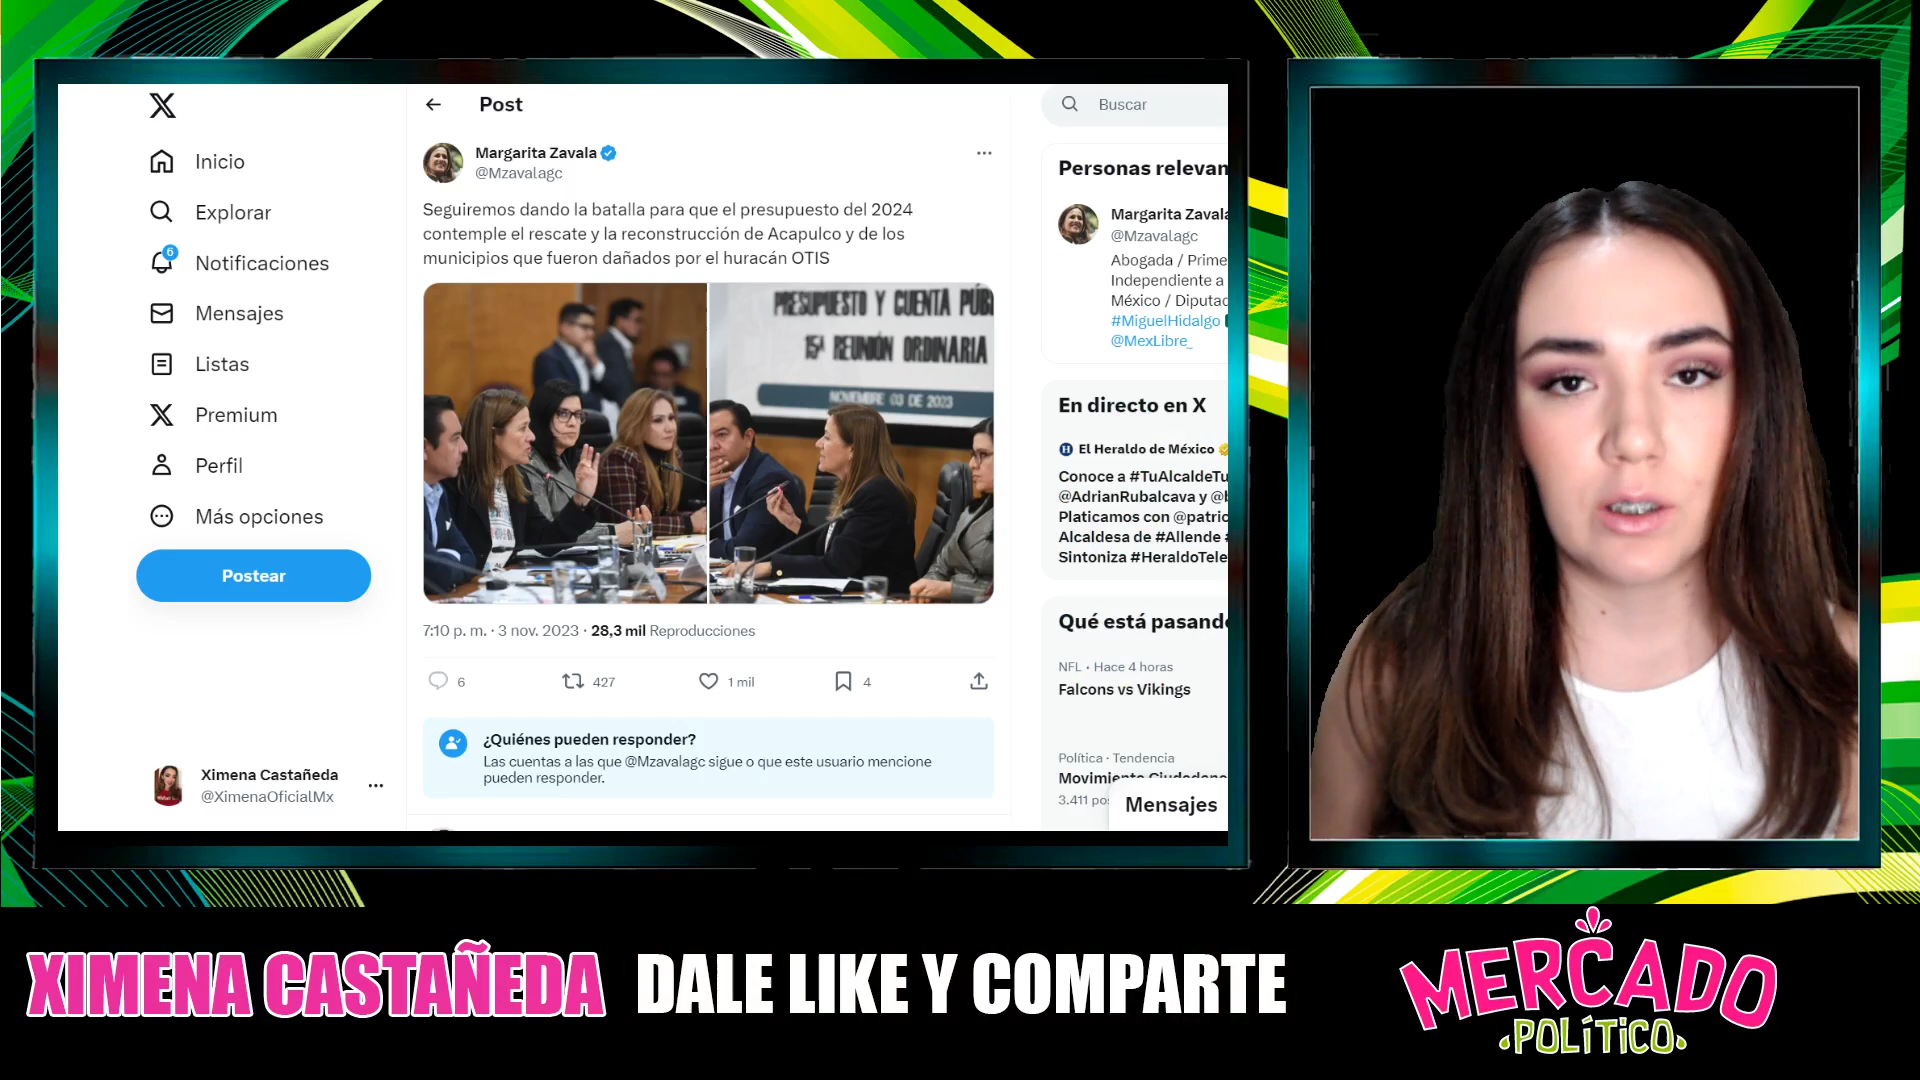 Inicio
Explorar
6
Notificaciones
Mensajes
Listas
Premium
Perfil
Más opciones
Postear
Ximena Castañeda
@XimenaOficialMx
Post
Margarita Zavala
@Mzavalagc
Seguiremos dando la batalla para que el presupuesto del 2024
contemple el rescate y la reconstrucción de Acapulco y de los
municipios que fueron dañados por el huracán OTIS
PRESUPUESTO Y CUENTA PÚB
15ª REUNIÓN ORDINARIA
NOVIEMBRE 03 DE 2023
7:10 p. m. · 3 nov. 2023 · 28,3 mil Reproducciones
6 427 1 mil 4
¿Quiénes pueden responder?
Las cuentas a las que @Mzavalagc sigue o que este usuario mencione
pueden responder.
Buscar
Personas relevan
Margarita Zavala
@Mzavalagc
Abogada / Prime
Independiente a
México / Diputad
#MiguelHidalgo
@MexLibre_
En directo en X
El Heraldo de México
Conoce a #TuAlcaldeTu
@AdrianRubalcava y @b
Platicamos con @patric
Alcaldesa de #Allende #
Sintoniza #HeraldoTele
Qué está pasando
NFL · Hace 4 horas
Falcons vs Vikings
Política · Tendencia
Movimiento Ciudadano
3.411 pos
Mensajes
XIMENA CASTAÑEDA DALE LIKE Y COMPARTE
MERCADO
POLÍTICO